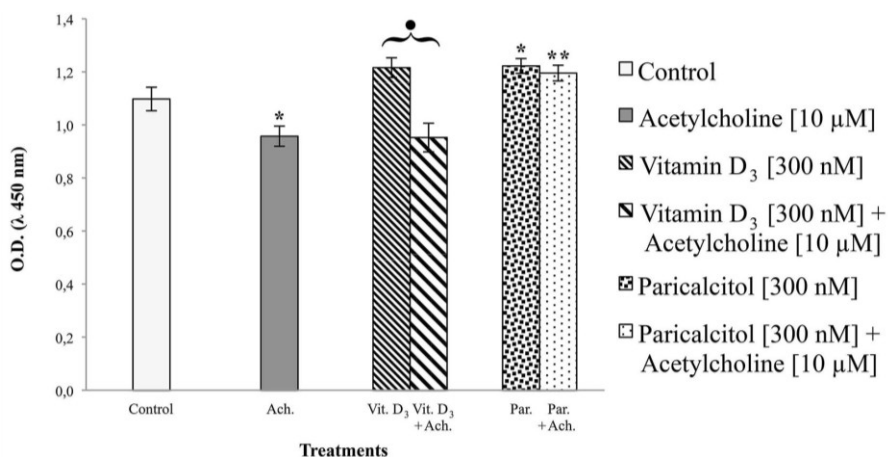 O.D. (λ 450 nm)
1,4
1,2
1,0
0,8
0,6
0,4
0,2
0,0
*
*
**
Control
Ach.
Vit. D₃
Vit. D₃
+Ach.
Par.
Par.
+Ach.
Treatments
Control
Acetylcholine [10 µM]
Vitamin D₃ [300 nM]
Vitamin D₃ [300 nM] +
Acetylcholine [10 µM]
Paricalcitol [300 nM]
Paricalcitol [300 nM] +
Acetylcholine [10 µM]